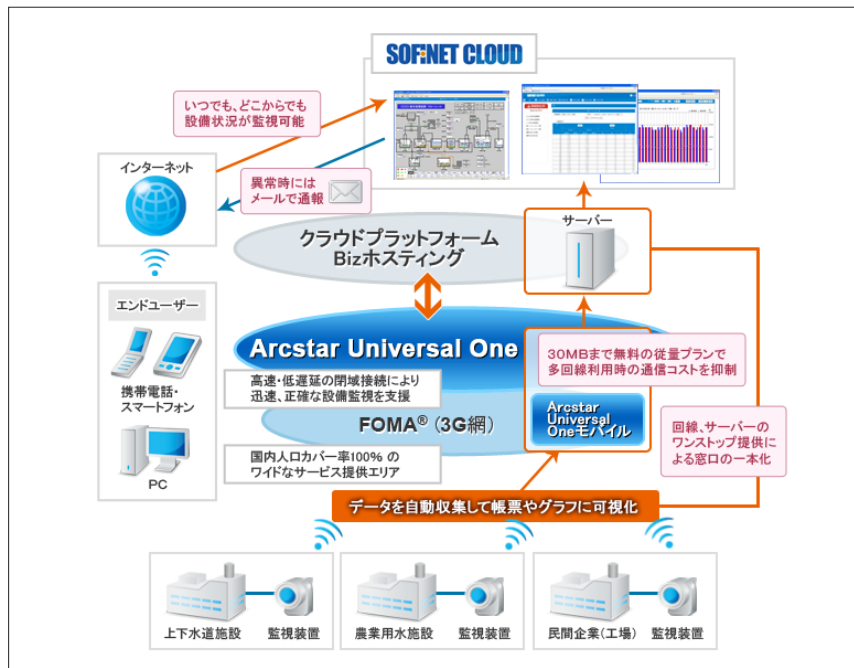 SOFINET CLOUD
いつでも、どこからでも
設備状況が監視可能
インターネット
異常時には
メールで通報
サーバー
クラウドプラットフォーム
Bizホスティング
エンドユーザー
携帯電話・
スマートフォン
PC
Arcstar Universal One
30MBまで無料の従量プランで
多回線利用時の通信コストを抑制
高速・低遅延の閉域接続により
迅速、正確な設備監視を支援
FOMA® (3G網)
Arcstar
Universal
Oneモバイル
回線、サーバーの
ワンストップ提供に
よる窓口の一本化
国内人口カバー率100% の
ワイドなサービス提供エリア
データを自動収集して帳票やグラフに可視化
上下水道施設 監視装置
農業用水施設 監視装置
民間企業(工場) 監視装置